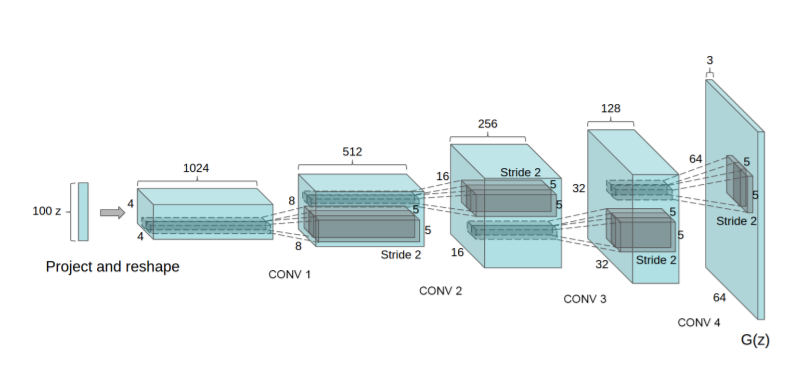 100 z
Project and reshape
1024
4
4
CONV 1
512
8
8
5
5
Stride 2
CONV 2
256
16
16
Stride 2
5
5
CONV 3
128
32
32
5
5
Stride 2
CONV 4
3
64
64
5
5
Stride 2
G(z)